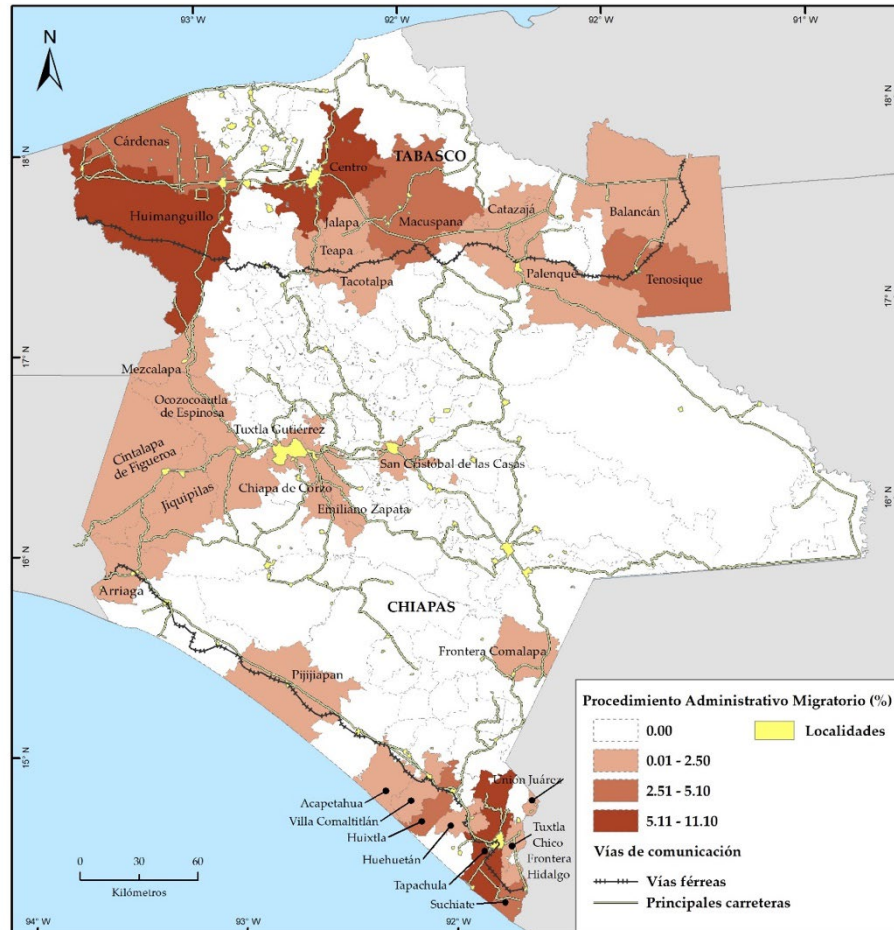 93° W
92° W
92° W
91° W
N
18° N
18° N
Cárdenas
Centro
TABASCO
Huimanguillo
Jalapa
Macuspana
Catazajá
Balancán
Teapa
Tacotalpa
Palenque
Tenosique
17° N
17° N
Mezcalapa
Ocozocoautla
de Espinosa
Tuxtla Gutiérrez
Cintalapa
de Figueroa
San Cristóbal de las Casas
Jiquipilas
Chiapa de Corzo
Emiliano Zapata
16° N
16° N
Arriaga
CHIAPAS
Frontera Comalapa
Pijijiapan
15° N
Unión Juárez
Acapetahua
Villa Comaltitlán
Huixtla
Huehuetán
Tapachula
Suchiate
Tuxtla
Chico
Frontera
Hidalgo
0 30 60
Kilómetros
Procedimiento Administrativo Migratorio (%)
0.00
Localidades
0.01 - 2.50
2.51 - 5.10
5.11 - 11.10
Vías de comunicación
Vías férreas
Principales carreteras
94° W
93° W
92° W